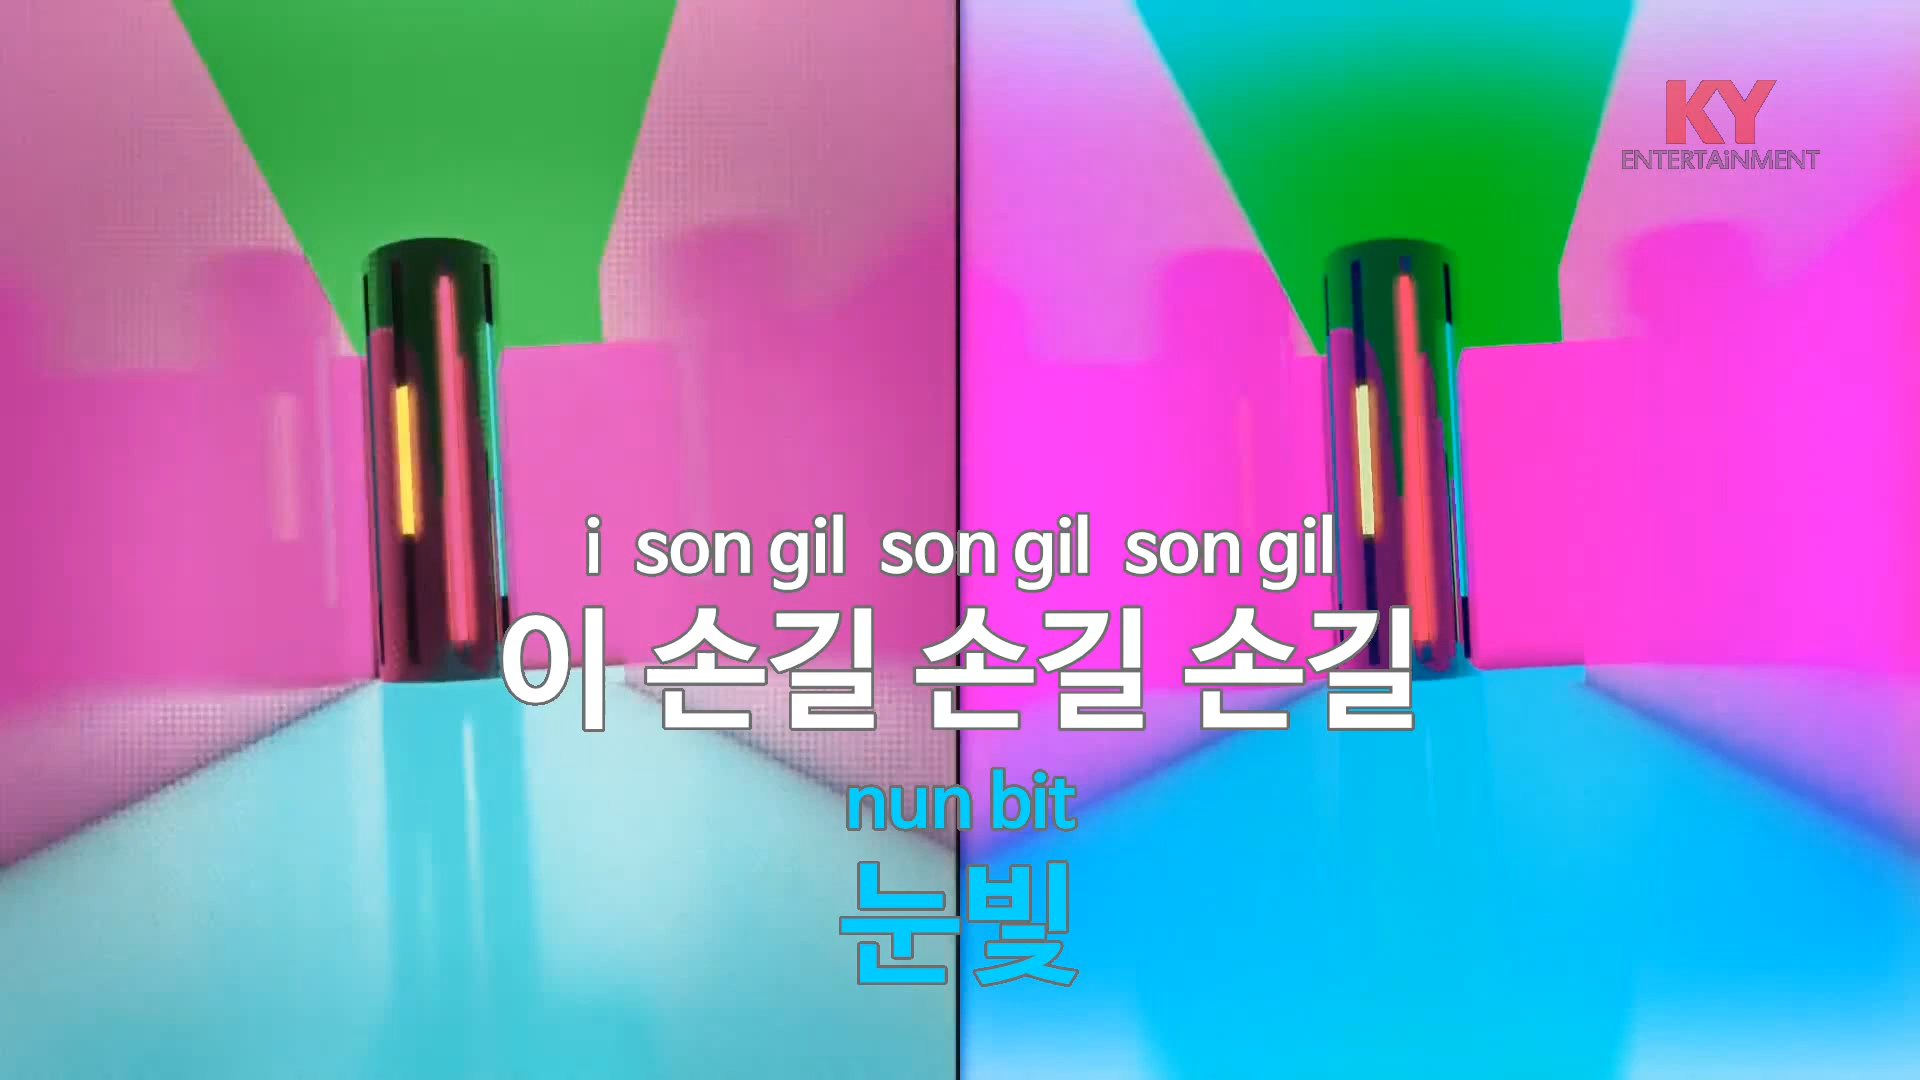 KY
ENTERTAiNMENT
i son gil son gil son gil
이 손길 손길 손길
nun bit
눈빛